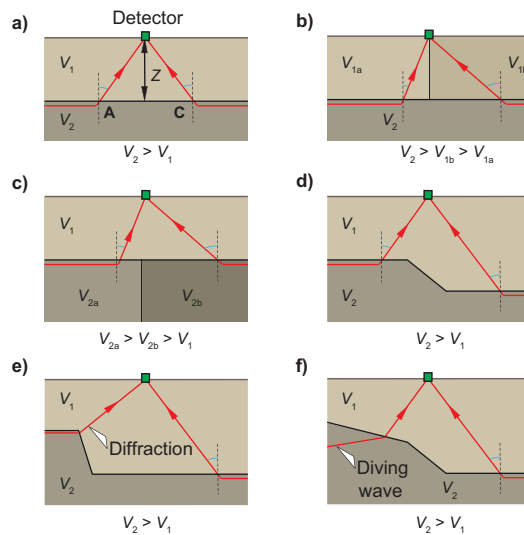 a) Detector
V1
Z
A C
V2
V2 > V1
b)
V1a V1b
V2
V2 > V1b > V1a
c)
V1
V2a V2b
V2a > V2b > V1
d)
V1
V2
V2 > V1
e)
V1
Diffraction
V2
V2 > V1
f)
V1
Diving
wave
V2
V2 > V1